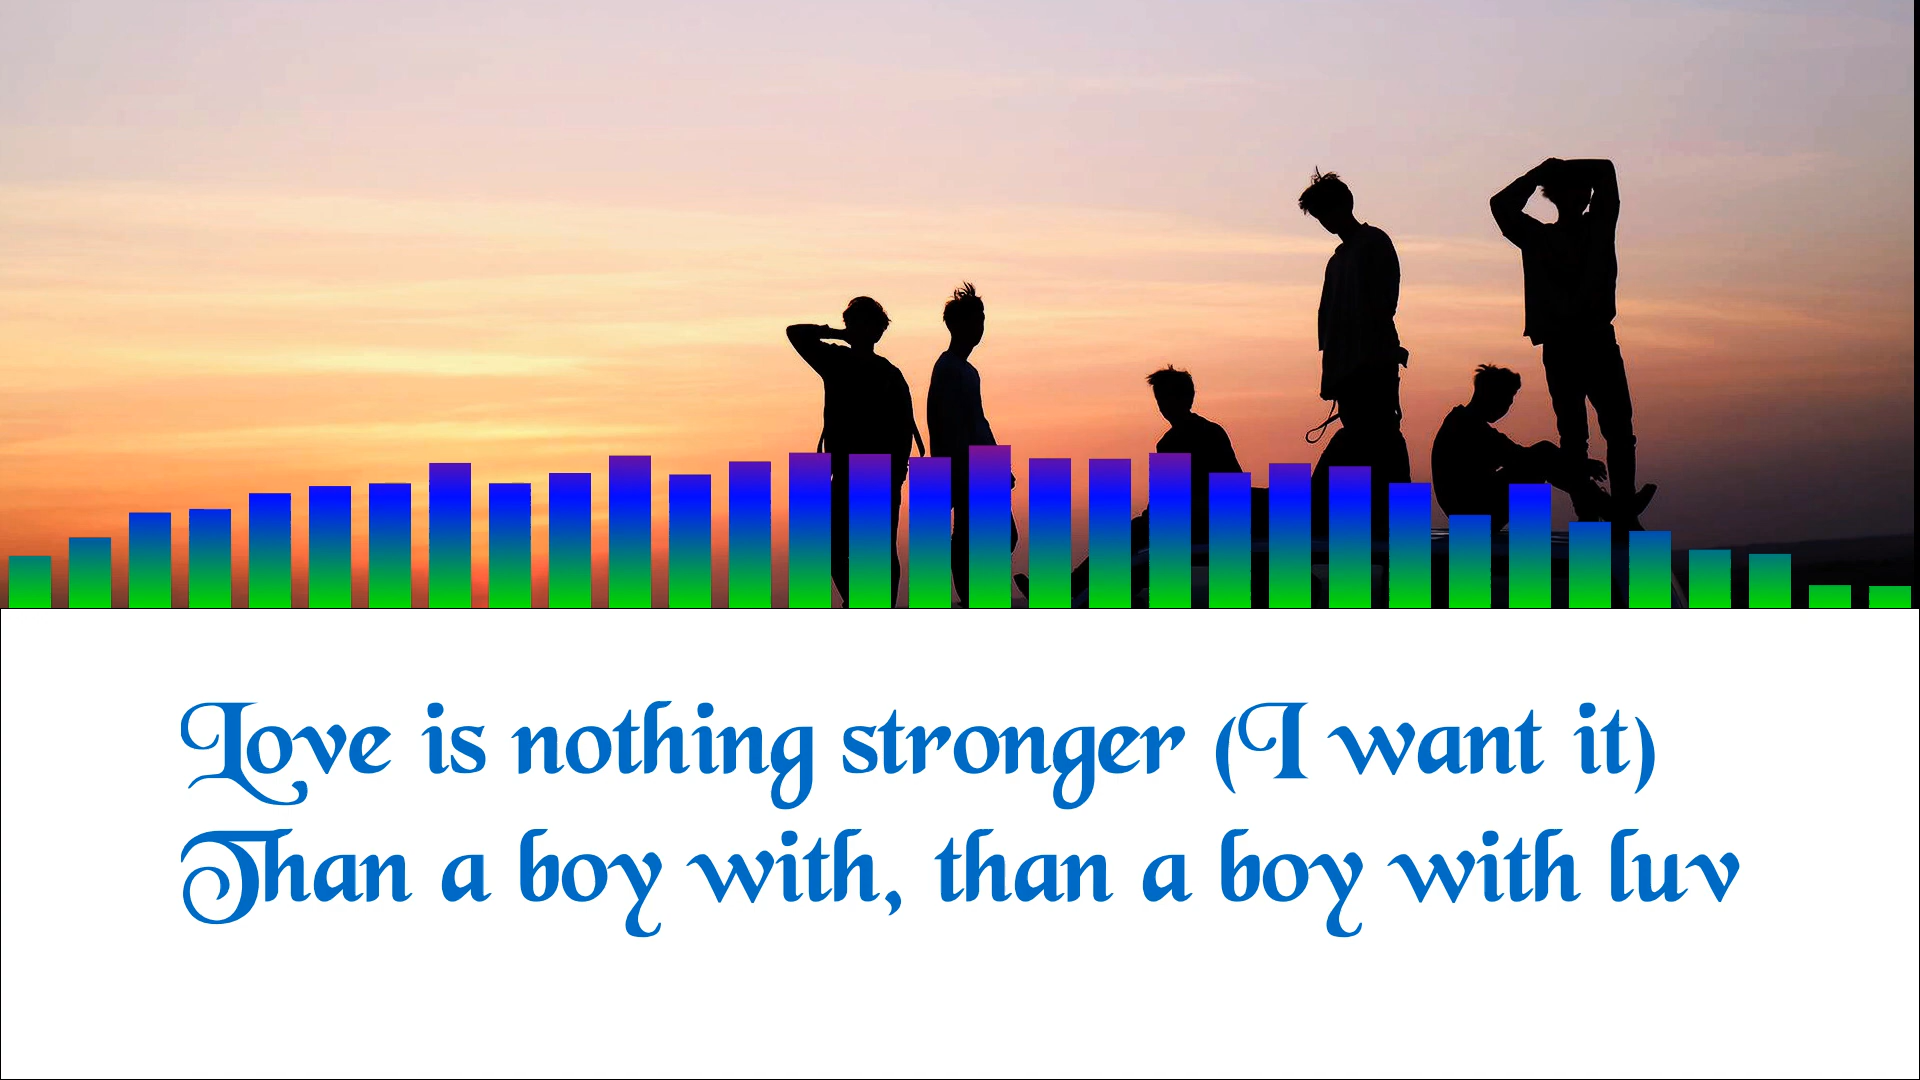 Love is nothing stronger (I want it)
Than a boy with, than a boy with luv